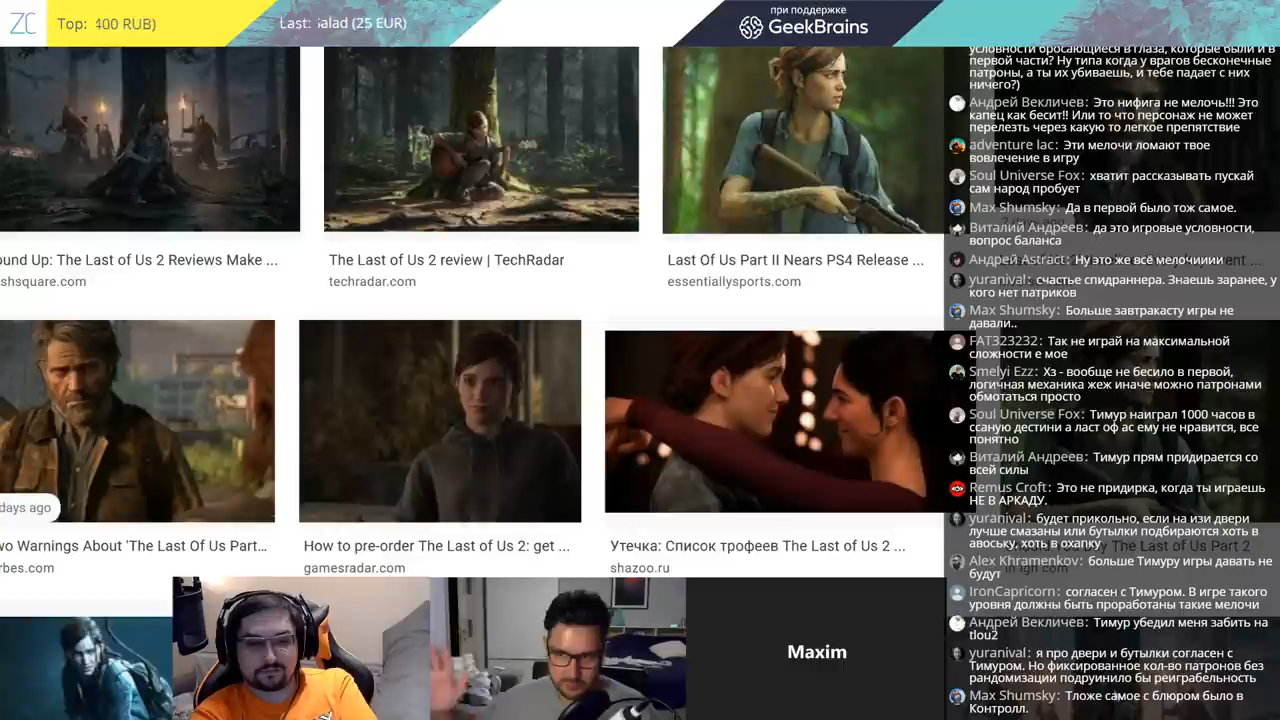 ZC
Top: 400 RUB)
Last: alad (25 EUR)
при поддержке
GeekBrains
ound Up: The Last of Us 2 Reviews Make ...
shsquare.com
The Last of Us 2 review | TechRadar
techradar.com
Last Of Us Part II Nears PS4 Release ...
essentiallysports.com
days ago
wo Warnings About 'The Last Of Us Part...
rbes.com
How to pre-order The Last of Us 2: get ...
gamesradar.com
Утечка: Список трофеев The Last of Us 2 ...
shazoo.ru
Maxim
условности бросающиеся в глаза, которые были и в
первой части? Ну типа когда у врагов бесконечные
патроны, а ты их убиваешь, и тебе падает с них
ничего?)
Андрей Векличев: Это нифига не мелочь!!! Это
капец как бесит!! Или то что персонаж не может
перелезть через какую то легкое препятствие
adventure lac: Эти мелочи ломают твое
вовлечение в игру
Soul Universe Fox: хватит рассказывать пускай
сам народ пробует
Max Shumsky: Да в первой было тож самое.
Виталий Андреев: да это игровые условности,
вопрос баланса
Андрей Astract: Ну это же всё мелочииии
yuranival: счастье спидраннера. Знаешь заранее, у
кого нет патриков
Max Shumsky: Больше завтракасту игры не
давали..
FAT323232: Так не играй на максимальной
сложности е мое
Smelyi Ezz: Хз - вообще не бесило в первой,
логичная механика жеж иначе можно патронами
обмотаться просто
Soul Universe Fox: Тимур наиграл 1000 часов в
ссаную дестини а ласт оф ас ему не нравится, все
понятно
Виталий Андреев: Тимур прям придирается со
всей силы
Remus Croft: Это не придирка, когда ты играешь
НЕ В АРКАДУ.
yuranival: будет прикольно, если на изи двери
лучше смазаны или бутылки подбираются хоть в
авоську, хоть в охапку
Alex Khramenkov: больше Тимуру игры давать не
будут
IronCapricorn: согласен с Тимуром. В игре такого
уровня должны быть проработаны такие мелочи
Андрей Векличев: Тимур убедил меня забить на
tlou2
yuranival: я про двери и бутылки согласен с
Тимуром. Но фиксированное кол-во патронов без
рандомизации подруинило бы реиграбельность
Max Shumsky: Тложе самое с блюром было в
Контролл.